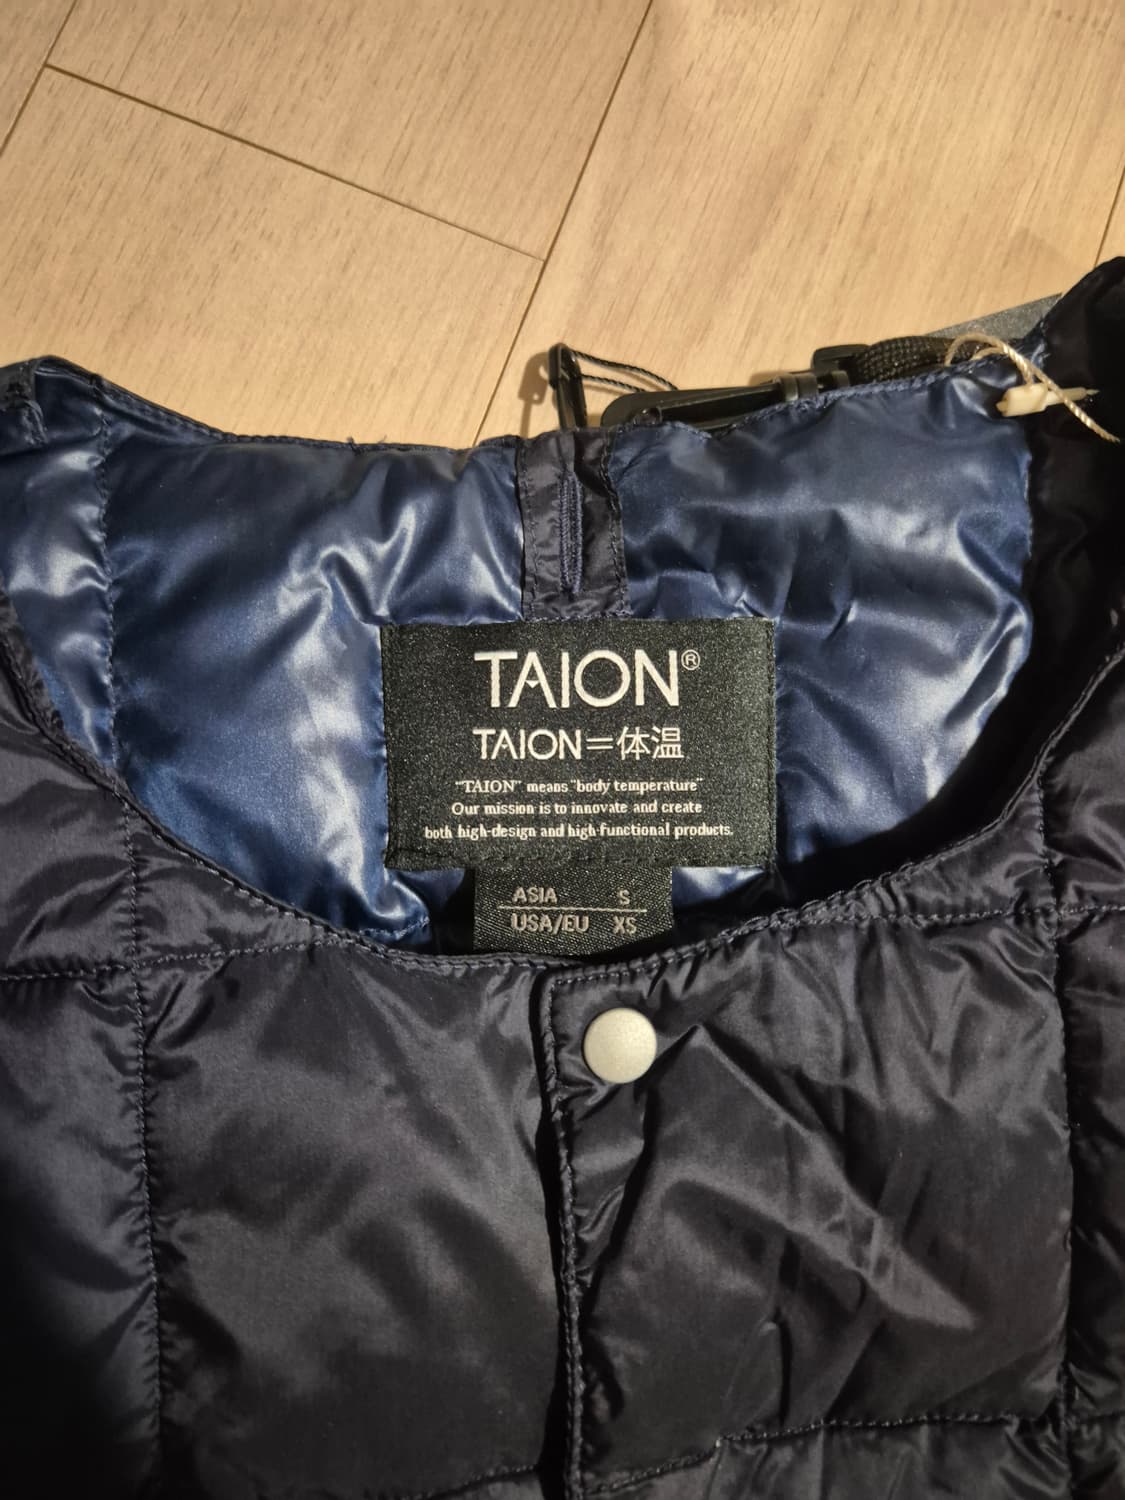 TAION®
TAION=体温
"TAION" means "body temperature"
Our mission is to innovate and create
both high-design and high-functional products.
ASIA S
USA/EU XS